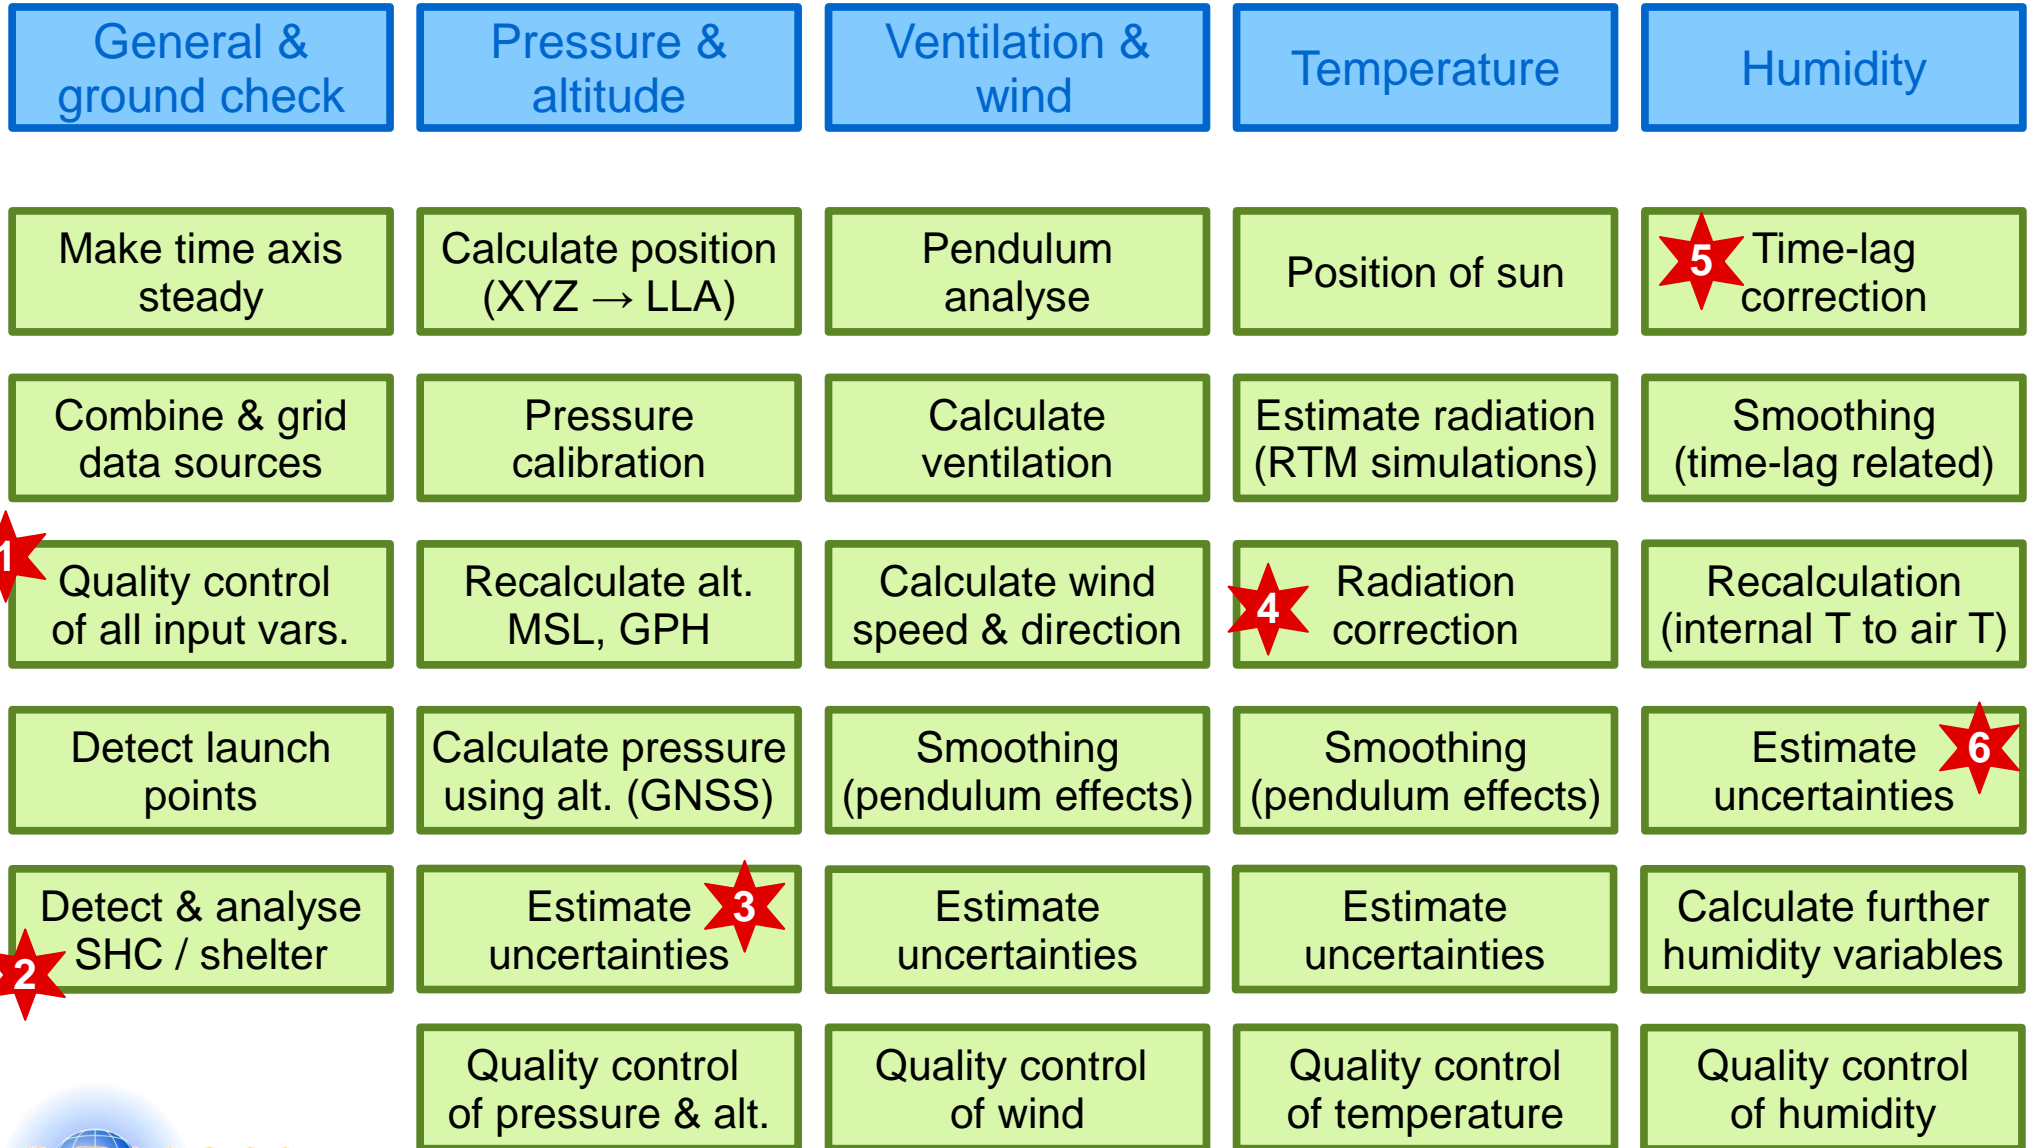 General &
ground check
Pressure &
altitude
Ventilation &
wind
Temperature
Humidity
Make time axis
steady
Calculate position
(XYZ → LLA)
Pendulum
analyse
Position of sun
5
Time-lag
correction
Combine & grid
data sources
Pressure
calibration
Calculate
ventilation
Estimate radiation
(RTM simulations)
Smoothing
(time-lag related)
1
Quality control
of all input vars.
Recalculate alt.
MSL, GPH
Calculate wind
speed & direction
4
Radiation
correction
Recalculation
(internal T to air T)
Detect launch
points
Calculate pressure
using alt. (GNSS)
Smoothing
(pendulum effects)
Smoothing
(pendulum effects)
Estimate
uncertainties
6
Detect & analyse
SHC / shelter
2
Estimate
uncertainties
3
Estimate
uncertainties
Estimate
uncertainties
Calculate further
humidity variables
Quality control
of pressure & alt.
Quality control
of wind
Quality control
of temperature
Quality control
of humidity